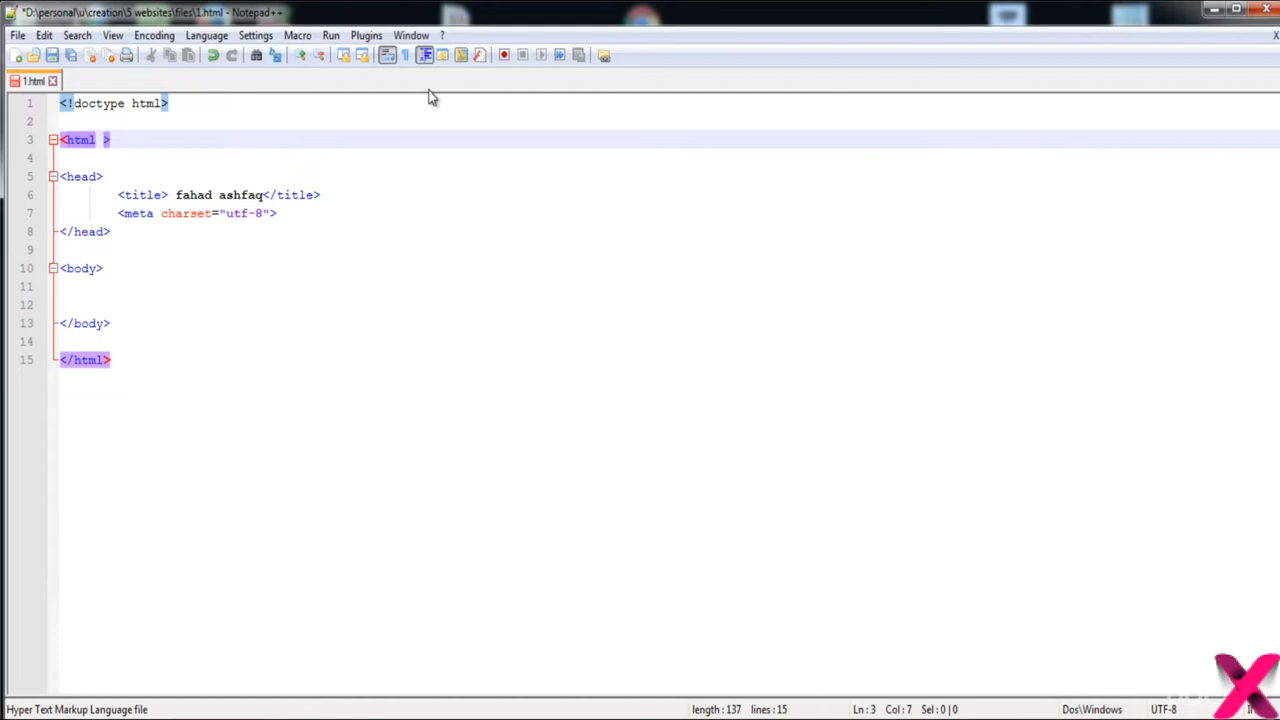 *D:\personal\u\creation\5 websites\files\1.html - Notepad++
File Edit Search View Encoding Language Settings Macro Run Plugins Window ? X
1.html
1 <!doctype html>
2
3 <html >
4
5 <head>
6 <title> fahad ashfaq</title>
7 <meta charset="utf-8">
8 </head>
9
10 <body>
11
12
13 </body>
14
15 </html>
Hyper Text Markup Language file length : 137 lines : 15 Ln : 3 Col : 7 Sel : 0 | 0 Dos\Windows UTF-8